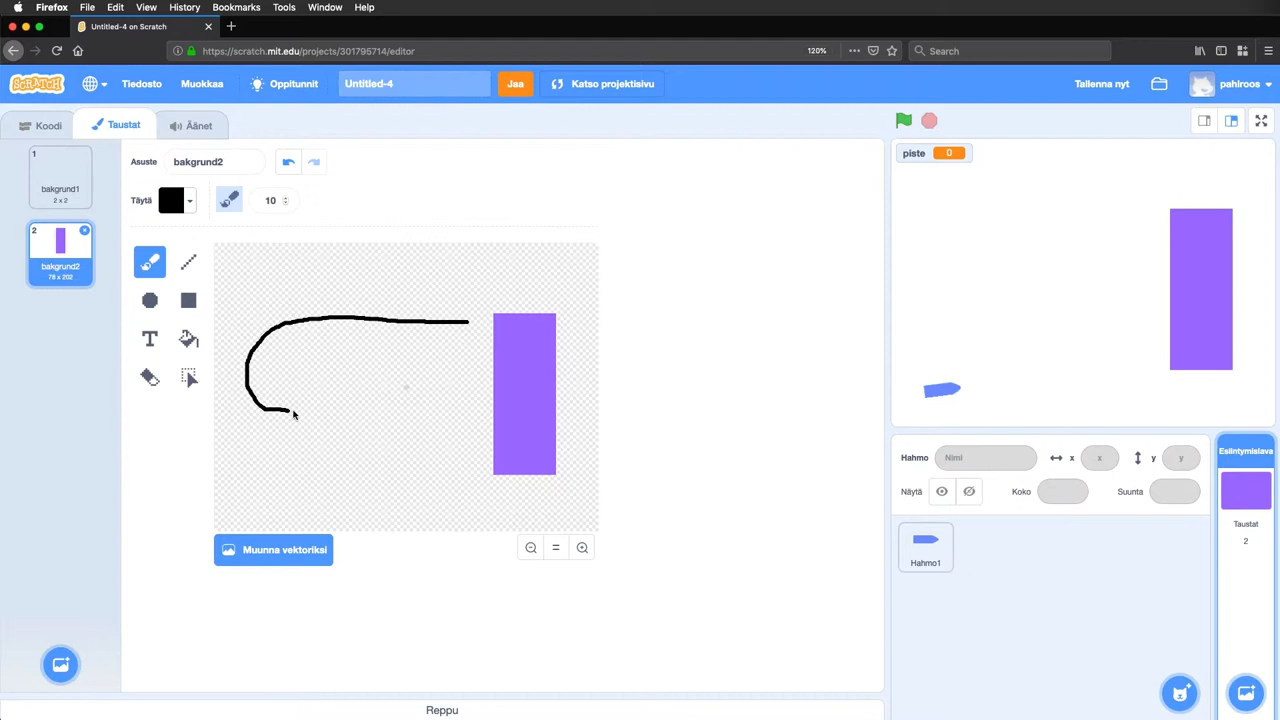 Firefox File Edit View History Bookmarks Tools Window Help
Untitled-4 on Scratch
https://scratch.mit.edu/projects/301795714/editor 120% Search
SCRATCH Tiedosto Muokkaa Oppitunnit Untitled-4 Jaa Katso projektisivu Tallenna nyt pahlroos
Koodi Taustat Äänet
1
bakgrund1
2 x 2
2
bakgrund2
78 x 202
Asuste bakgrund2
Täytä 10
T
Muunna vektoriksi
Reppu
piste 0
Hahmo Nimi x x y y
Näytä Koko Suunta
Hahmo1
Esiintymislava
Taustat
2